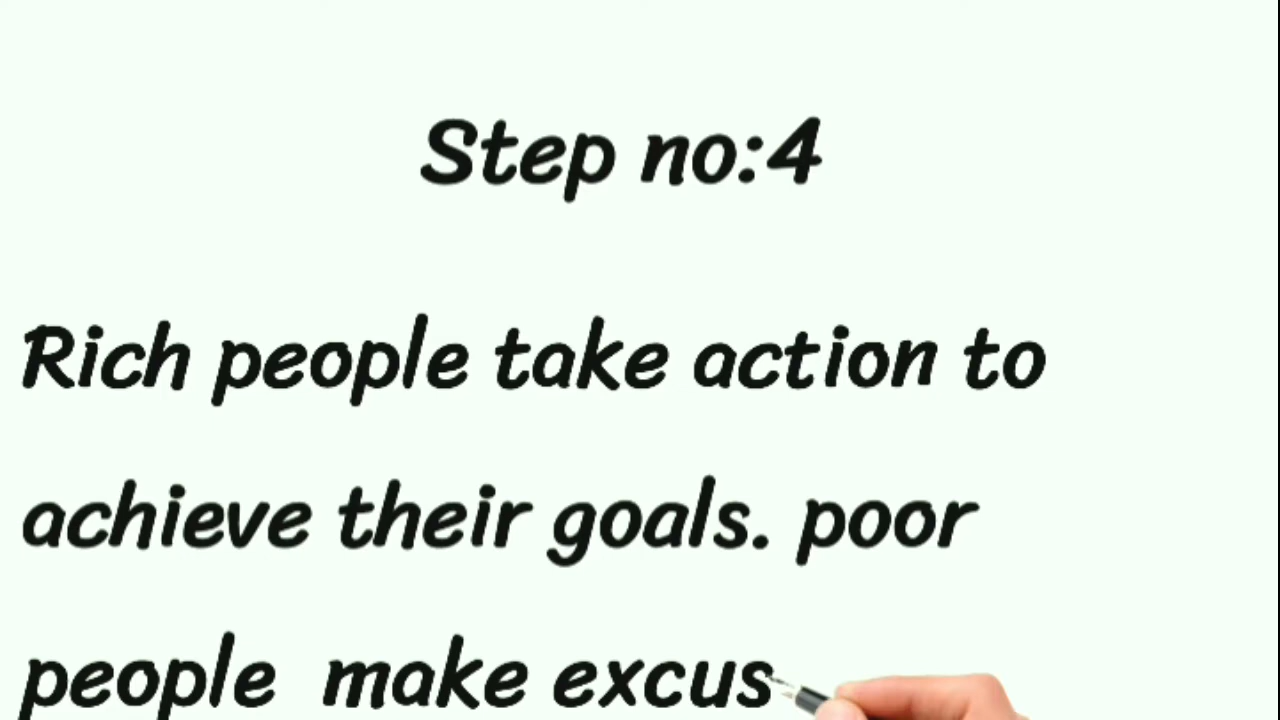 Step no:4
Rich people take action to
achieve their goals. poor
people make excus